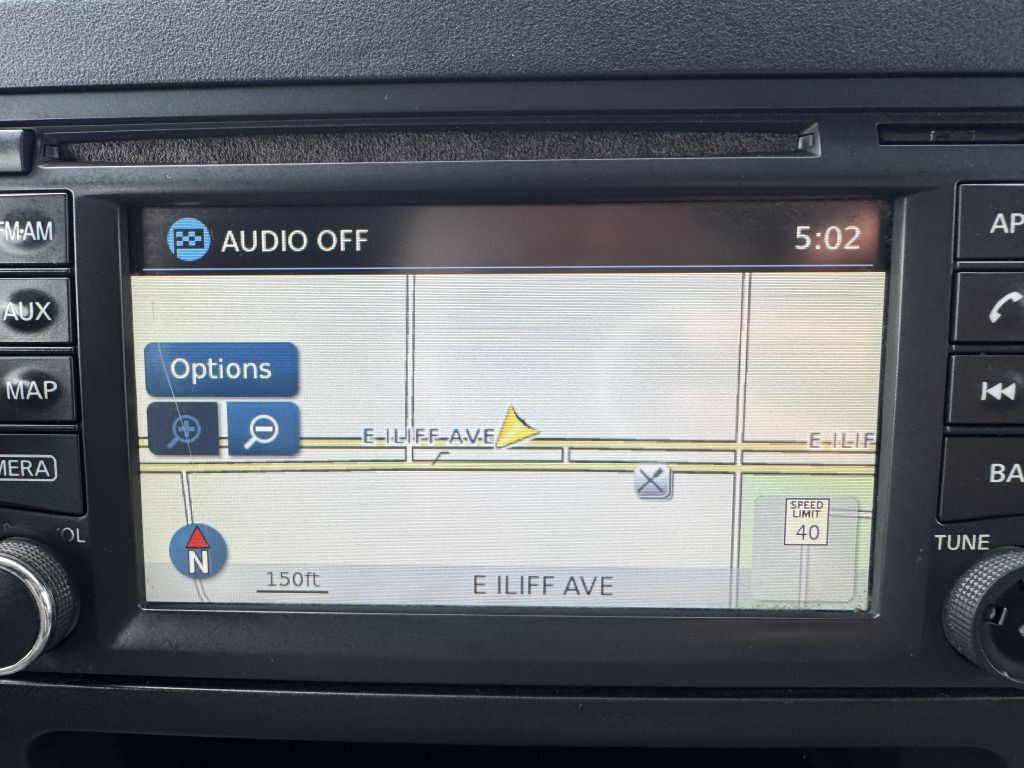 FM·AM
AUDIO OFF
5:02
AP
AUX
Options
MAP
E ILIFF AVE
E ILIF
MERA
BA
SPEED
LIMIT
40
OL
TUNE
N
150ft
E ILIFF AVE